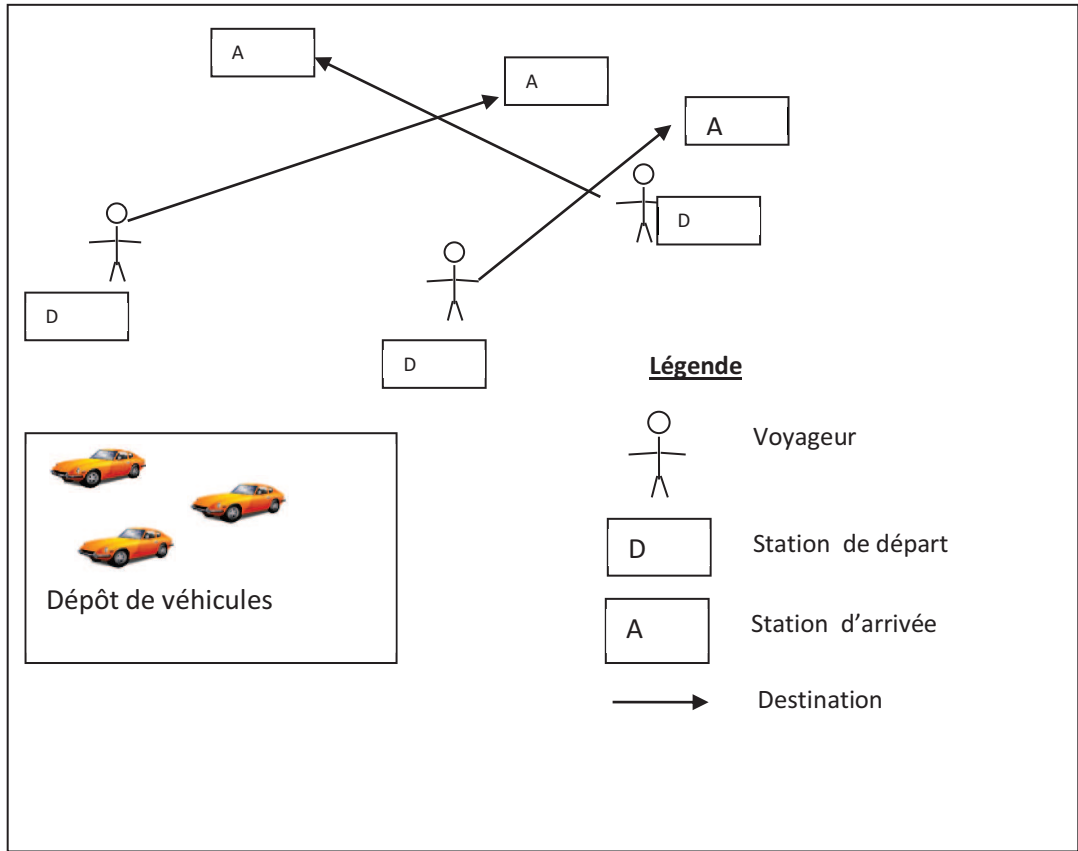 A
A
A
D
D
D
Légende
Voyageur
D
Station de départ
Dépôt de véhicules
A
Station d'arrivée
Destination